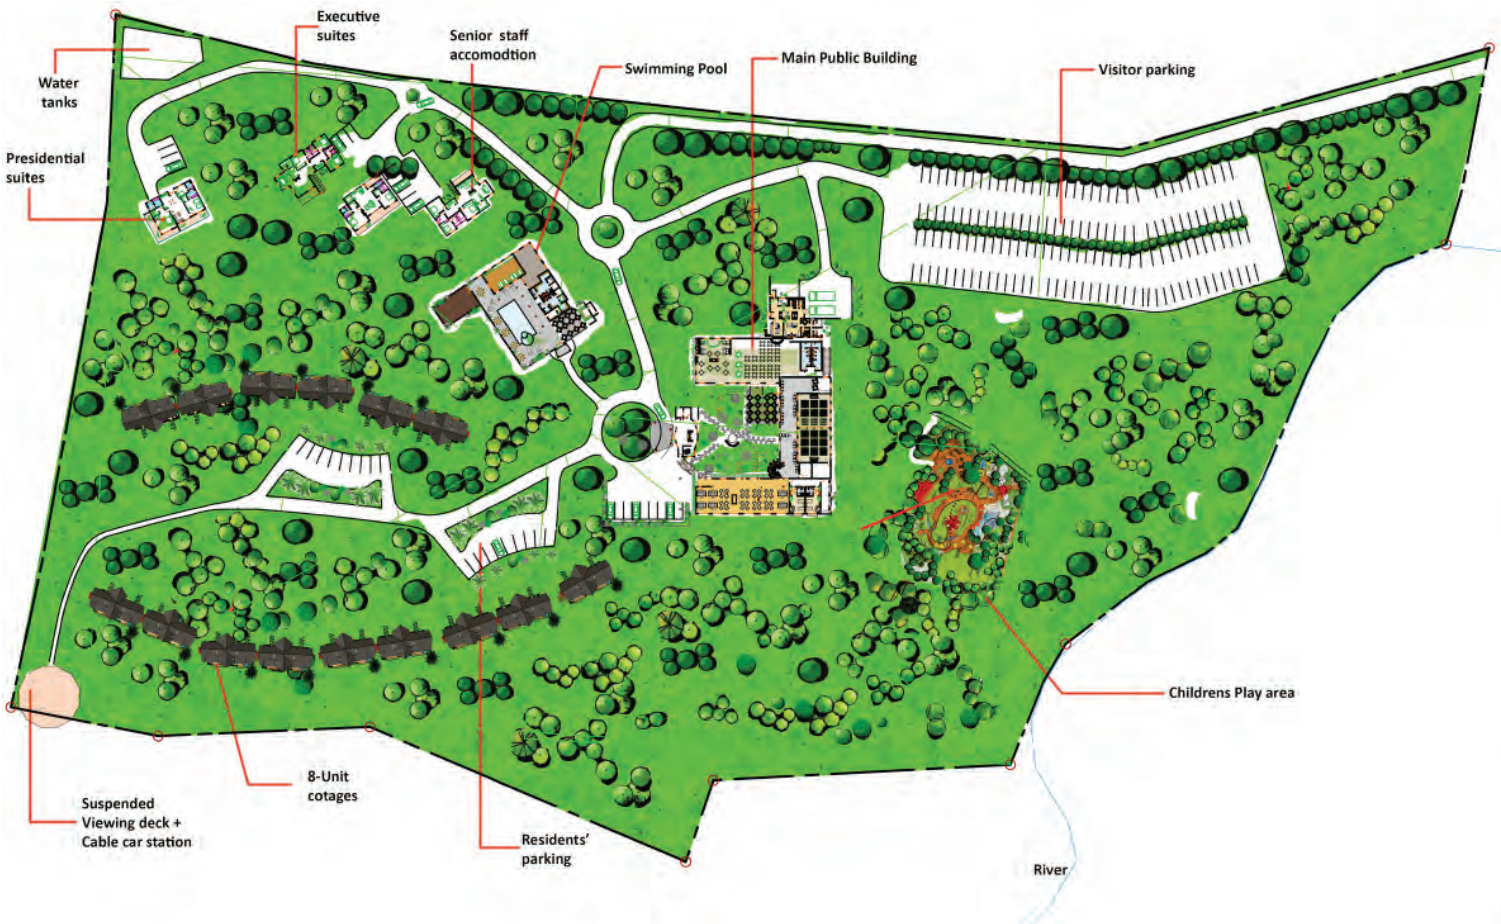 Executive
suites
Senior staff
accomodtion
Swimming Pool
Main Public Building
Visitor parking
Water
tanks
Presidential
suites
Childrens Play area
8-Unit
cotages
Suspended
Viewing deck +
Cable car station
Residents'
parking
River